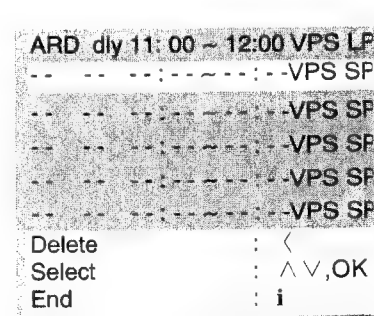 ARD dly 11:00 ~ 12:00 VPS LP
-- -- --:--~--:--VPS SP
-- -- --:--~--:--VPS SP
-- -- --:--~--:--VPS SP
-- -- --:--~--:--VPS SP
-- -- --:--~--:--VPS SP
Delete : <
Select : ∧ ∨,OK
End : i